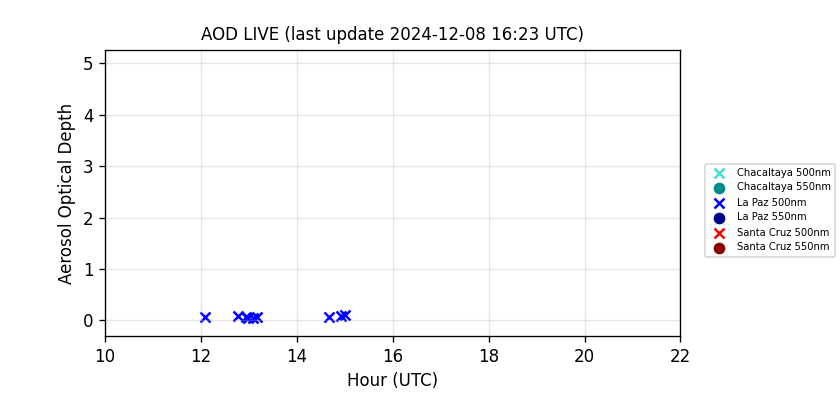 AOD LIVE (last update 2024-12-08 16:23 UTC)
Aerosol Optical Depth
5
4
3
2
1
0
10 12 14 16 18 20 22
Hour (UTC)
Chacaltaya 500nm
Chacaltaya 550nm
La Paz 500nm
La Paz 550nm
Santa Cruz 500nm
Santa Cruz 550nm